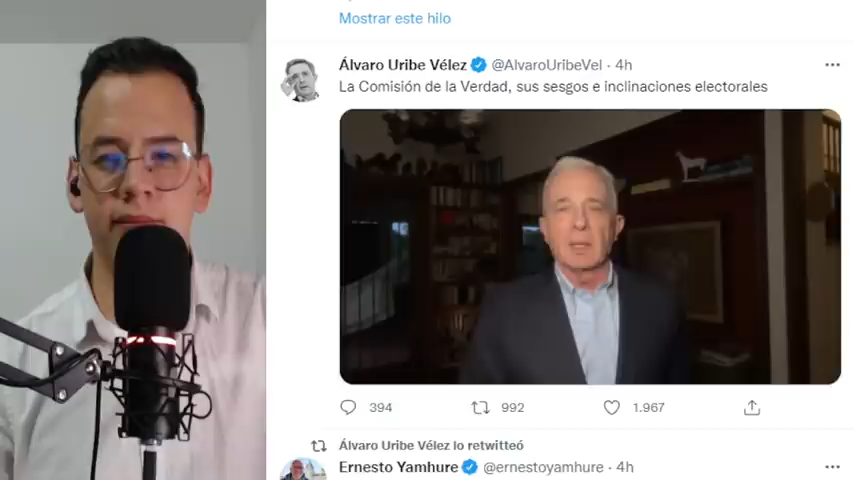 Mostrar este hilo
Álvaro Uribe Vélez @AlvaroUribeVel · 4h
La Comisión de la Verdad, sus sesgos e inclinaciones electorales
394 992 1.967
Álvaro Uribe Vélez lo retwitteó
Ernesto Yamhure @ernestoyamhure · 4h